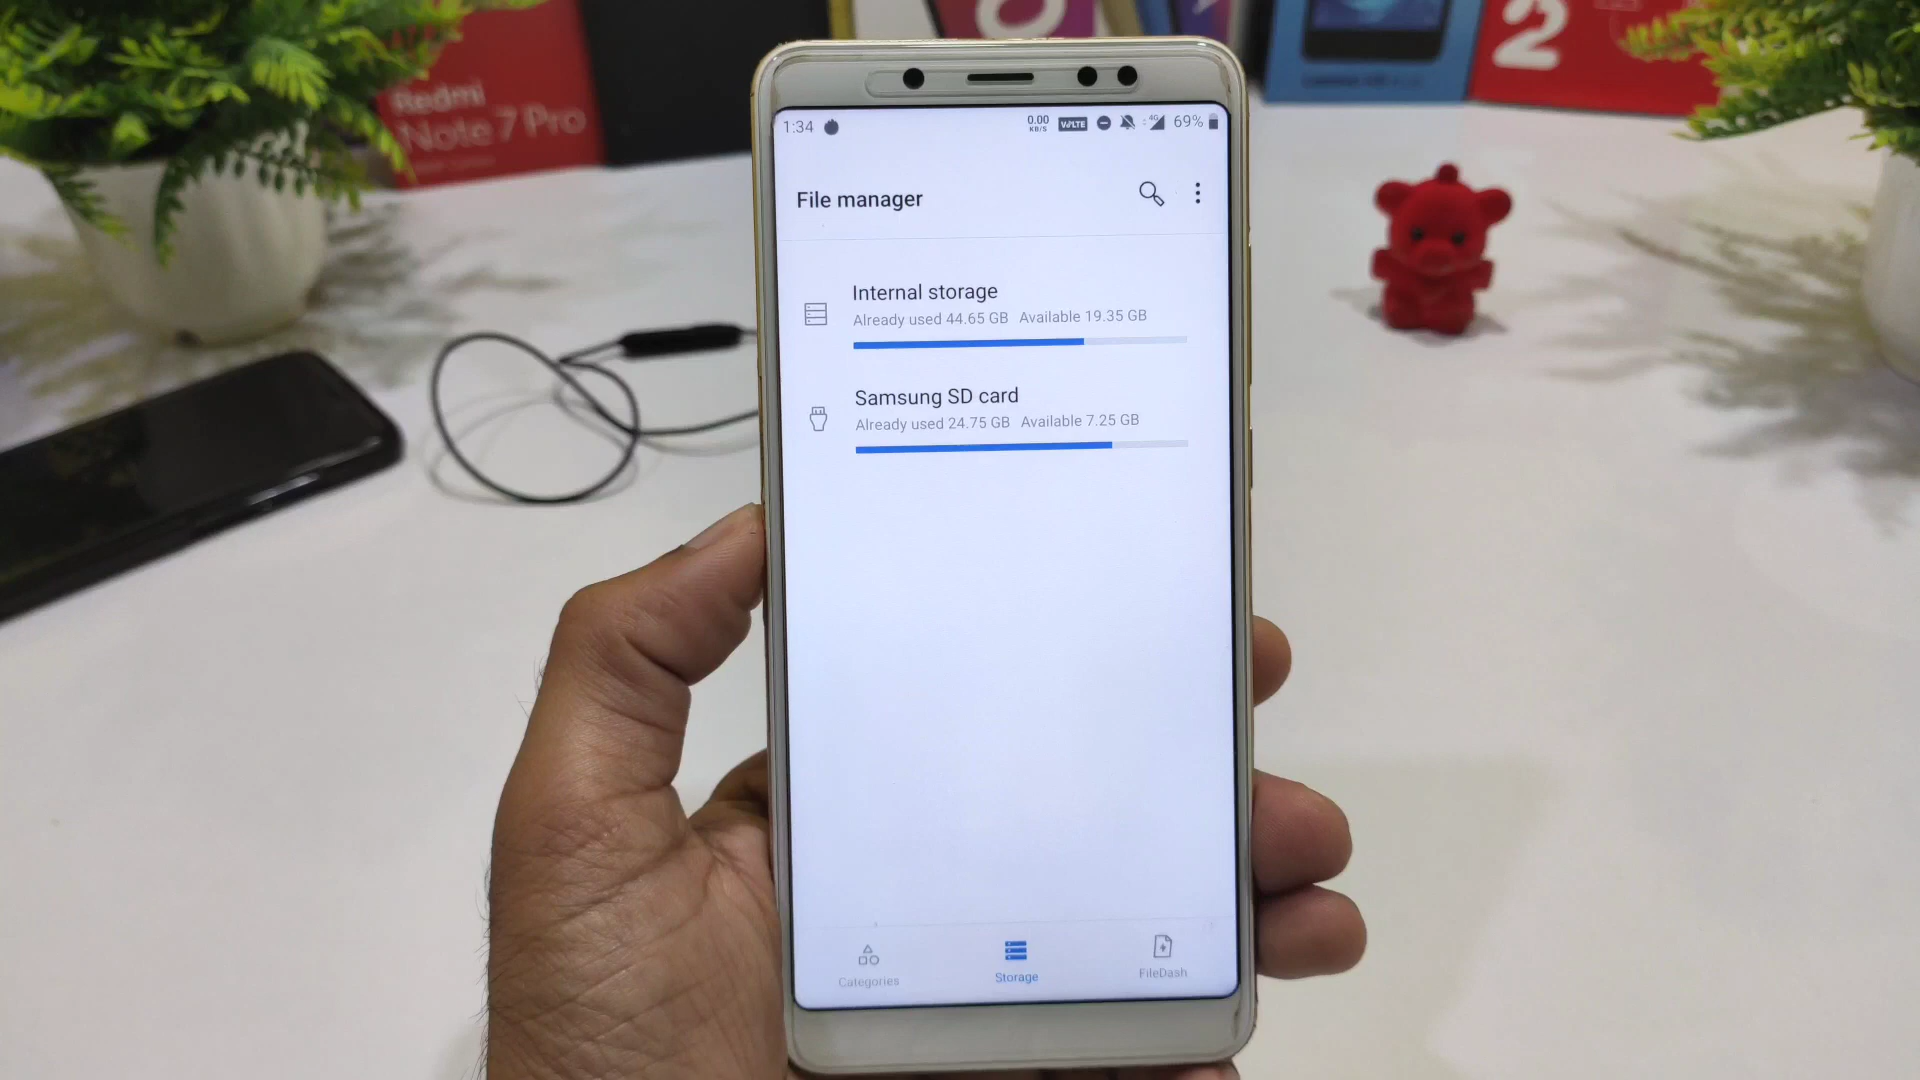 Redmi
Note 7 Pro
2
1:34
0.00
KB/S
VoLTE
4G
69%
File manager
Internal storage
Already used 44.65 GB Available 19.35 GB
Samsung SD card
Already used 24.75 GB Available 7.25 GB
Categories
Storage
FileDash